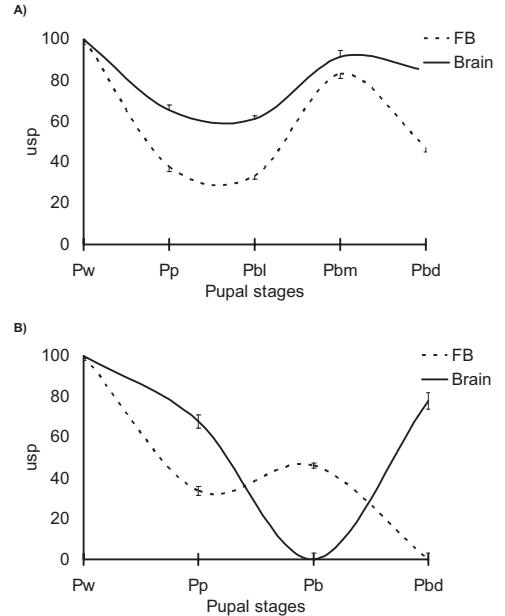 A)
100
80
60
40
20
0
usp
FB
Brain
Pw Pp Pbl Pbm Pbd
Pupal stages
B)
100
80
60
40
20
0
usp
FB
Brain
Pw Pp Pb Pbd
Pupal stages